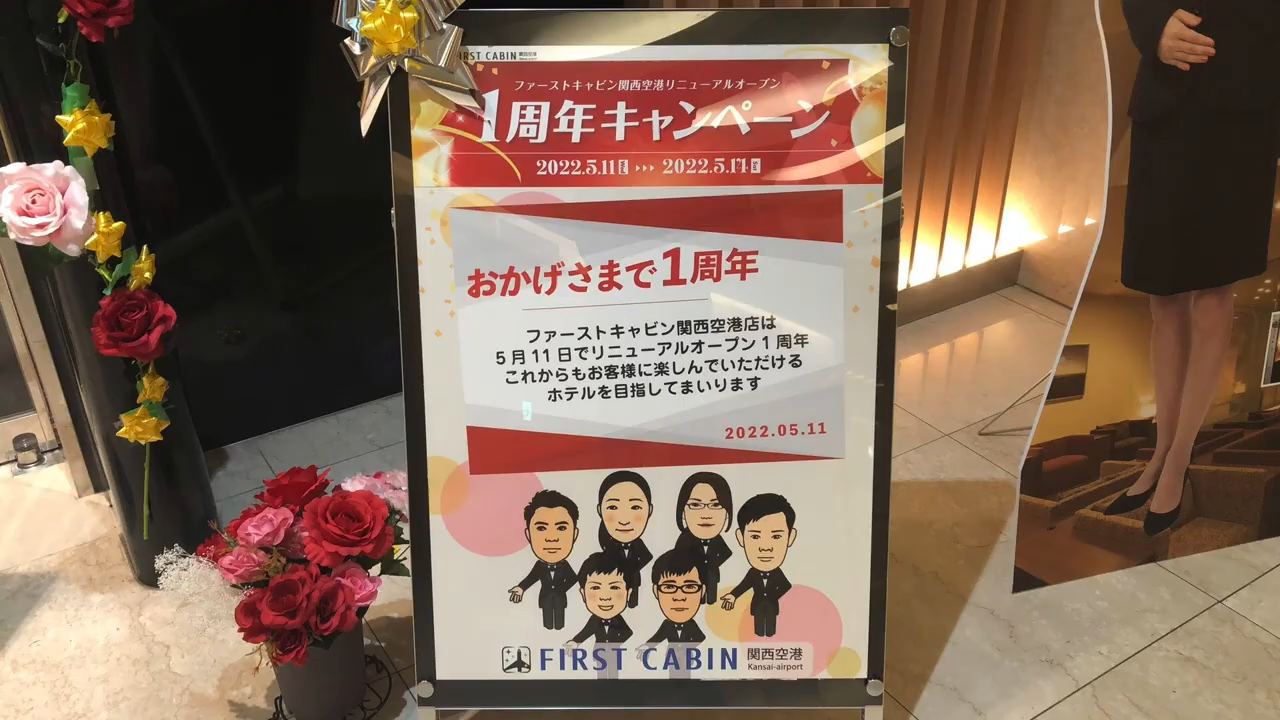 FIRST CABIN 関西空港
ファーストキャビン関西空港リニューアルオープン
1周年キャンペーン
2022.5.11 2022.5.14
おかげさまで1周年
ファーストキャビン関西空港店は
5月11日でリニューアルオープン1周年
これからもお客様に楽しんでいただける
ホテルを目指してまいります
2022.05.11
FIRST CABIN 関西空港
Kansai-airport